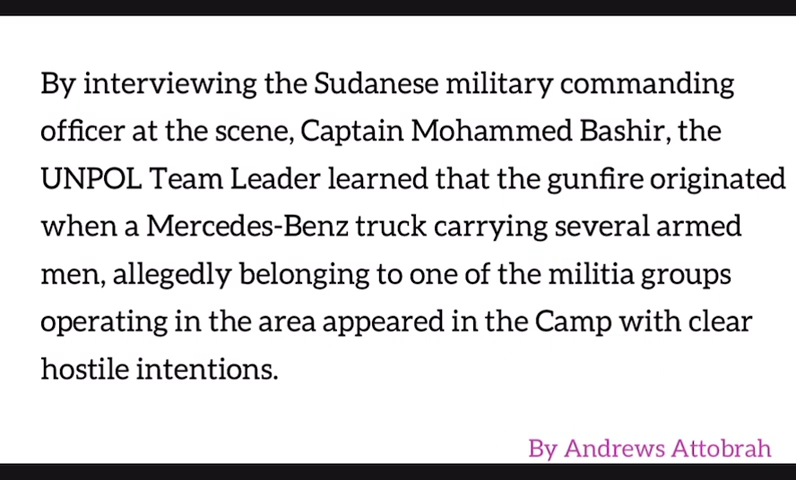 By interviewing the Sudanese military commanding
officer at the scene, Captain Mohammed Bashir, the
UNPOL Team Leader learned that the gunfire originated
when a Mercedes-Benz truck carrying several armed
men, allegedly belonging to one of the militia groups
operating in the area appeared in the Camp with clear
hostile intentions.
By Andrews Attobrah